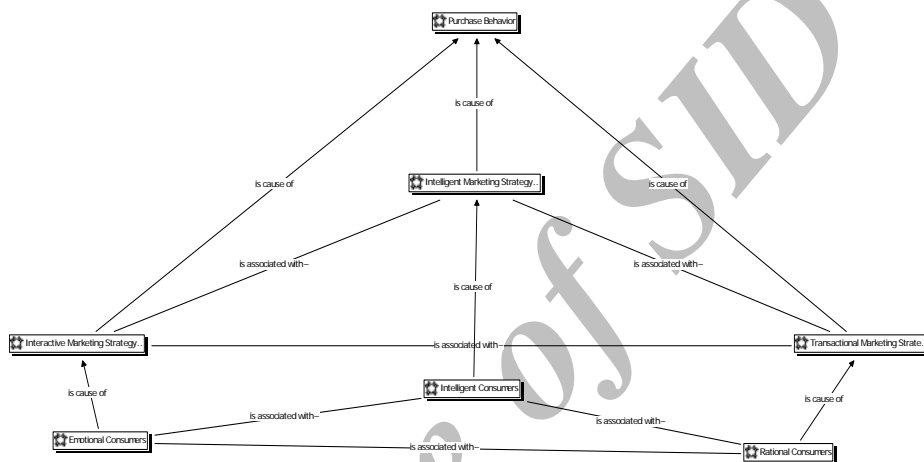 Purchase Behavior
is cause of
Intelligent Marketing Strategy..
is cause of
is cause of
is associated with--
is associated with--
is cause of
Interactive Marketing Strategy..
is associated with--
Transactional Marketing Strate..
Intelligent Consumers
is cause of
is cause of
is associated with--
is associated with--
Emotional Consumers
is associated with--
Rational Consumers
of SID